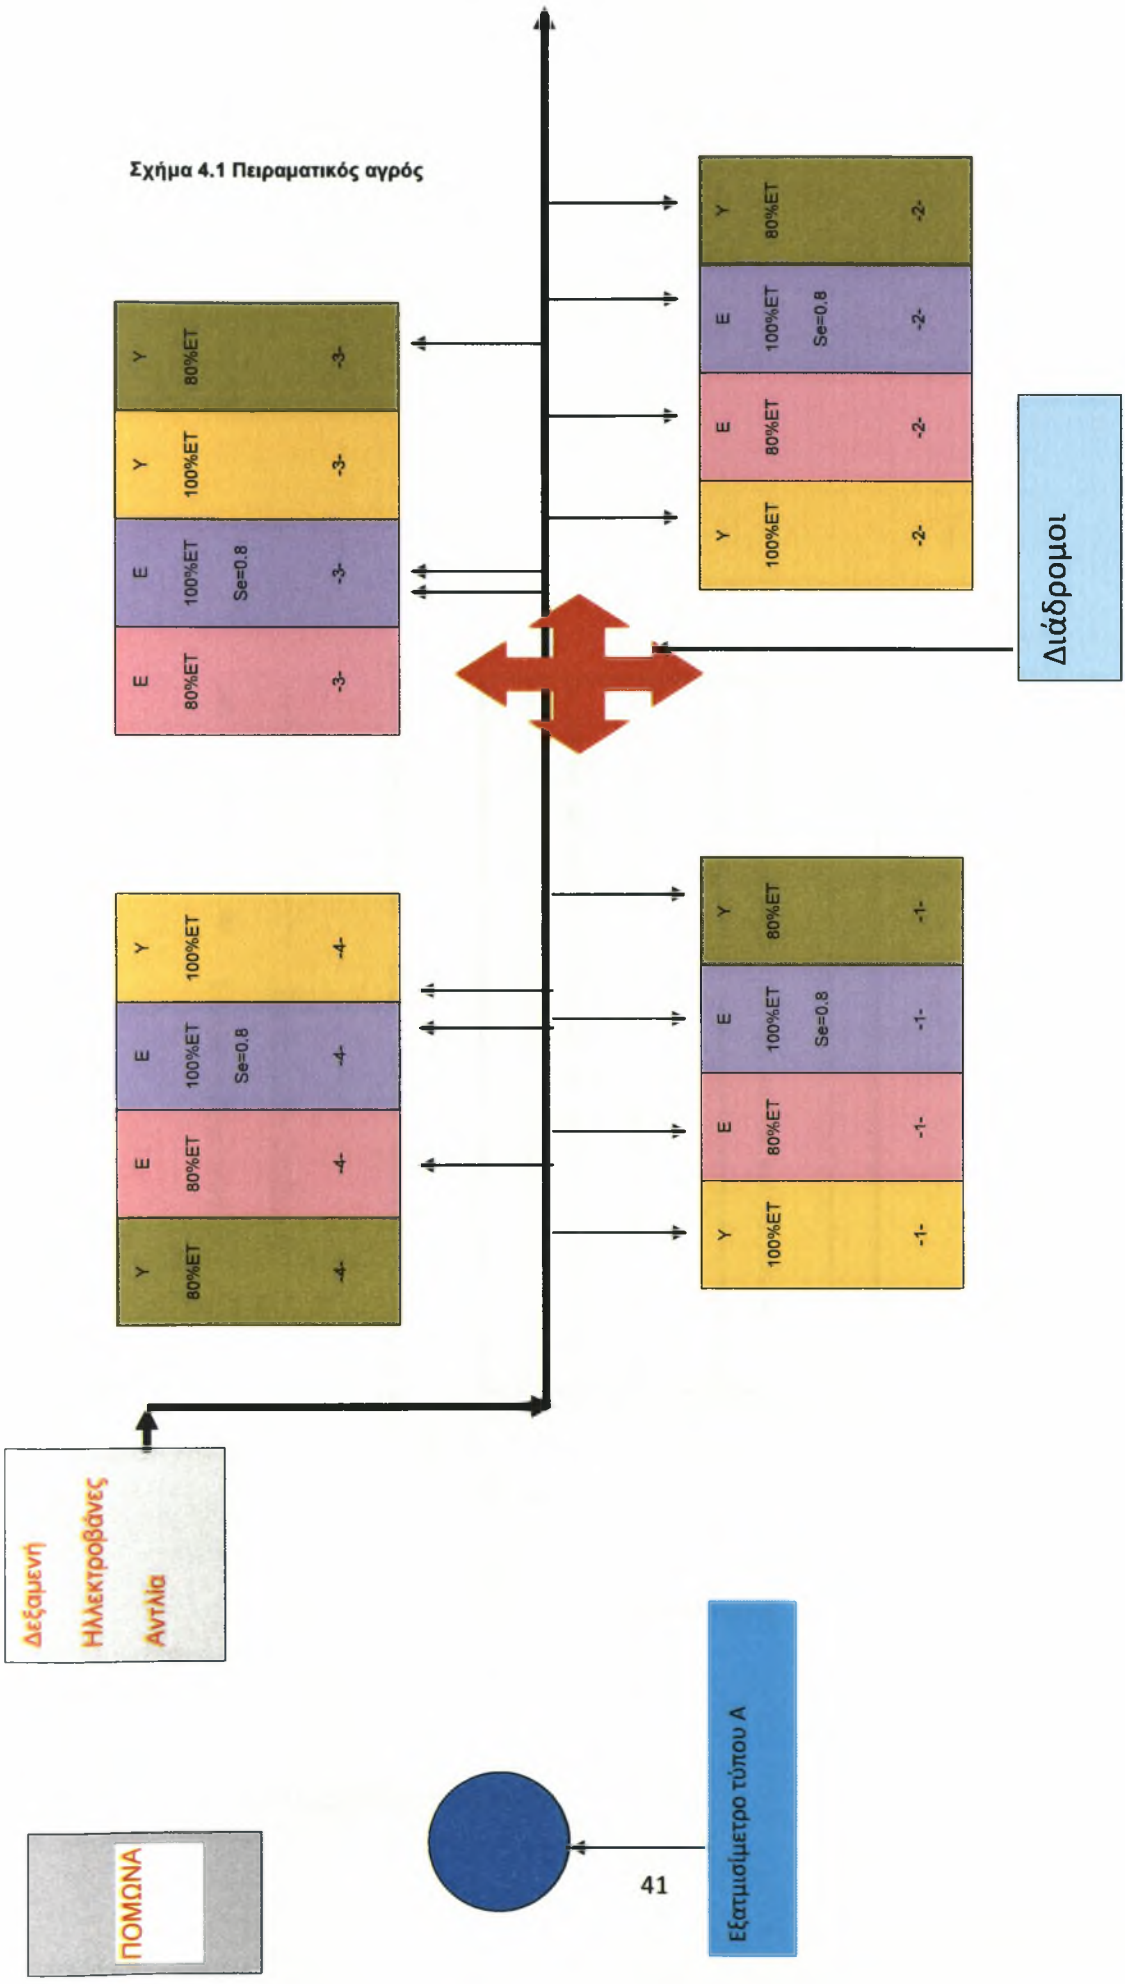 Σχήμα 4.1 Πειραματικός αγρός
Υ
80%ET
-3-
Υ
100%ET
-3-
Ε
100%ET
Se=0.8
-3-
Ε
80%ET
-3-
Υ
80%ET
-2-
Ε
100%ET
Se=0.8
-2-
Ε
80%ET
-2-
Υ
100%ET
-2-
Διάδρομοι
Υ
100%ET
-4-
Ε
100%ET
Se=0.8
-4-
Ε
80%ET
-4-
Υ
80%ET
-4-
Υ
80%ET
-1-
Ε
100%ET
Se=0.8
-1-
Ε
80%ET
-1-
Υ
100%ET
-1-
Δεξαμενή
Ηλλεκτροβάνες
Αντλία
ΠΟΜΩΝΑ
Εξατμισίμετρο τύπου Α
41